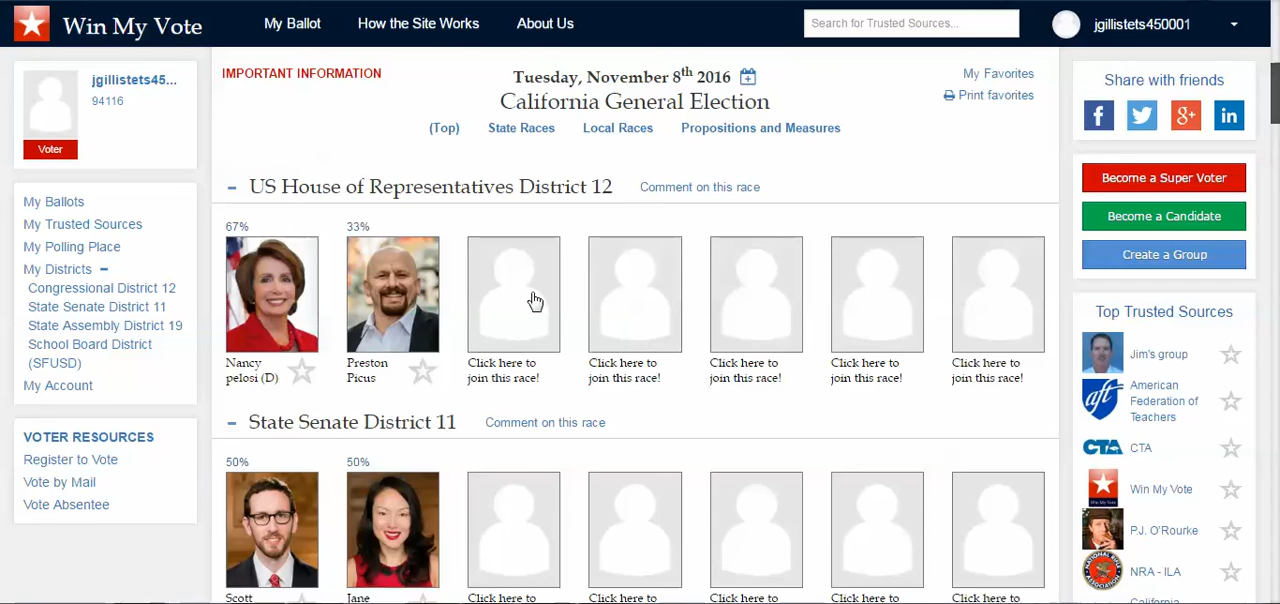 Win My Vote
My Ballot
How the Site Works
About Us
Search for Trusted Sources...
jgillistets450001
jgillistets45...
94116
Voter
My Ballots
My Trusted Sources
My Polling Place
My Districts
Congressional District 12
State Senate District 11
State Assembly District 19
School Board District
(SFUSD)
My Account
VOTER RESOURCES
Register to Vote
Vote by Mail
Vote Absentee
IMPORTANT INFORMATION
Tuesday, November 8th 2016
California General Election
My Favorites
Print favorites
(Top)
State Races
Local Races
Propositions and Measures
US House of Representatives District 12
Comment on this race
67%
33%
Nancy
pelosi (D)
Preston
Picus
Click here to
join this race!
Click here to
join this race!
Click here to
join this race!
Click here to
join this race!
Click here to
join this race!
State Senate District 11
Comment on this race
50%
50%
Scott
Jane
Click here to
Click here to
Click here to
Click here to
Click here to
Share with friends
f
g+
in
Become a Super Voter
Become a Candidate
Create a Group
Top Trusted Sources
Jim's group
aft
American
Federation of
Teachers
CTA
CTA
Win My Vote
Win My Vote
P.J. O'Rourke
NRA - ILA
California